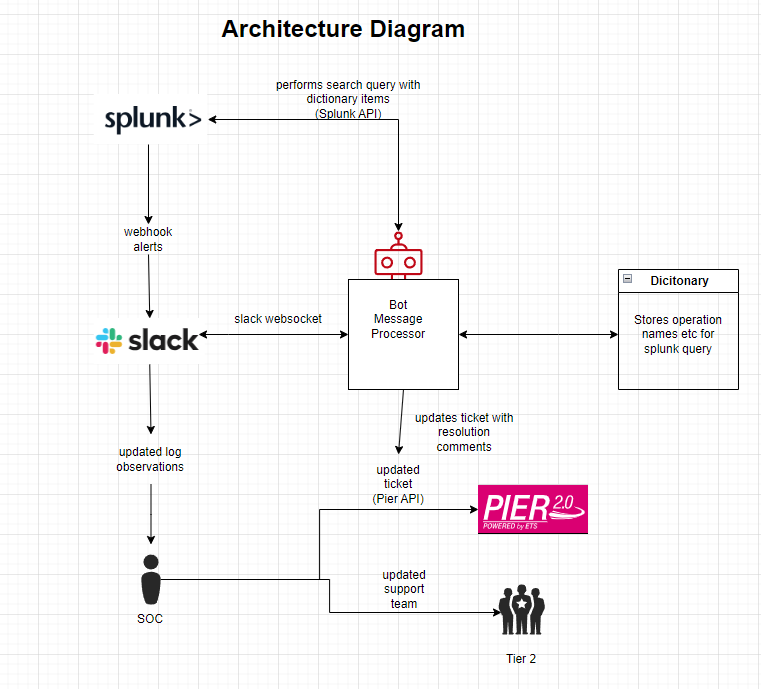 Architecture Diagram
performs search query with
dictionary items
(Splunk API)
splunk>
webhook
alerts
Bot
Message
Processor
Dicitonary
Stores operation
names etc for
splunk query
slack websocket
slack
updates ticket with
resolution
comments
updated log
observations
updated
ticket
(Pier API)
PIER 2.0
POWERED by ETS
updated
support
team
SOC
Tier 2